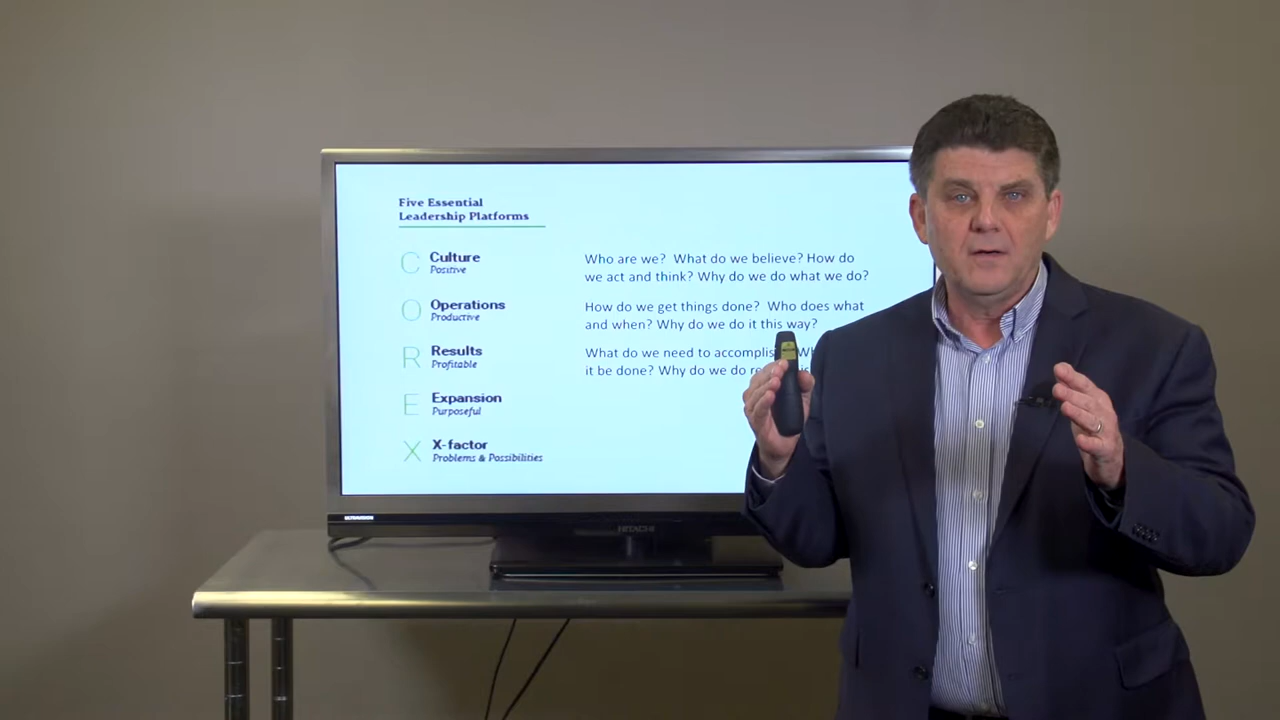 Five Essential
Leadership Platforms
C Culture
Positive
Who are we? What do we believe? How do
we act and think? Why do we do what we do?
O Operations
Productive
How do we get things done? Who does what
and when? Why do we do it this way?
R Results
Profitable
What do we need to accomplis
it be done? Why do we do
E Expansion
Purposeful
X X-factor
Problems & Possibilities
ULTRAVISION
HITACHI